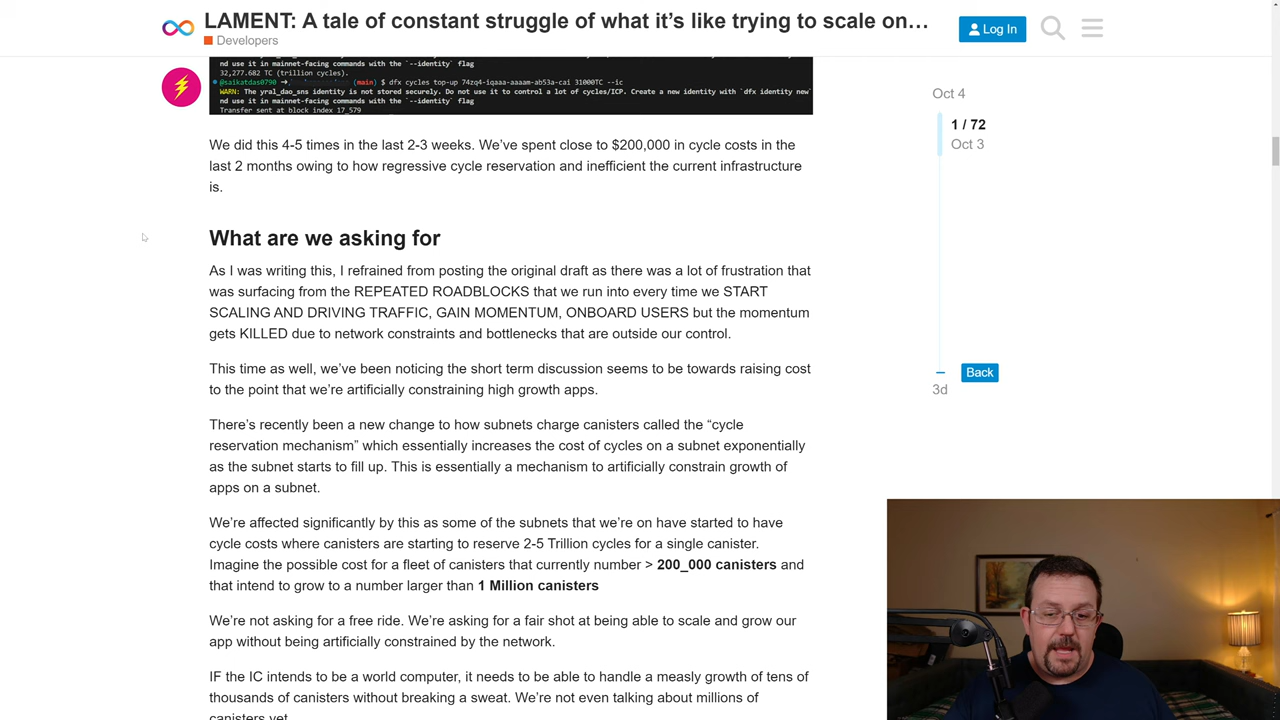 LAMENT: A tale of constant struggle of what it’s like trying to scale on…
Developers
Log In
nd use it in mainnet-facing commands with the `--identity` flag
32,277.682 TC (trillion cycles).
@saikatdas0790 → (main) $ dfx cycles top-up 74zq4-iqaaa-aaaam-ab53a-cai 31000TC --ic
WARN: The yral_dao_sns identity is not stored securely. Do not use it to control a lot of cycles/ICP. Create a new identity with `dfx identity new`
nd use it in mainnet-facing commands with the `--identity` flag
Transfer sent at block index 17_579
We did this 4-5 times in the last 2-3 weeks. We’ve spent close to $200,000 in cycle costs in the
last 2 months owing to how regressive cycle reservation and inefficient the current infrastructure
is.
What are we asking for
As I was writing this, I refrained from posting the original draft as there was a lot of frustration that
was surfacing from the REPEATED ROADBLOCKS that we run into every time we START
SCALING AND DRIVING TRAFFIC, GAIN MOMENTUM, ONBOARD USERS but the momentum
gets KILLED due to network constraints and bottlenecks that are outside our control.
This time as well, we’ve been noticing the short term discussion seems to be towards raising cost
to the point that we’re artificially constraining high growth apps.
There’s recently been a new change to how subnets charge canisters called the “cycle
reservation mechanism” which essentially increases the cost of cycles on a subnet exponentially
as the subnet starts to fill up. This is essentially a mechanism to artificially constrain growth of
apps on a subnet.
We’re affected significantly by this as some of the subnets that we’re on have started to have
cycle costs where canisters are starting to reserve 2-5 Trillion cycles for a single canister.
Imagine the possible cost for a fleet of canisters that currently number > 200_000 canisters and
that intend to grow to a number larger than 1 Million canisters
We’re not asking for a free ride. We’re asking for a fair shot at being able to scale and grow our
app without being artificially constrained by the network.
IF the IC intends to be a world computer, it needs to be able to handle a measly growth of tens of
thousands of canisters without breaking a sweat. We’re not even talking about millions of
canisters yet
Oct 4
1 / 72
Oct 3
Back
3d